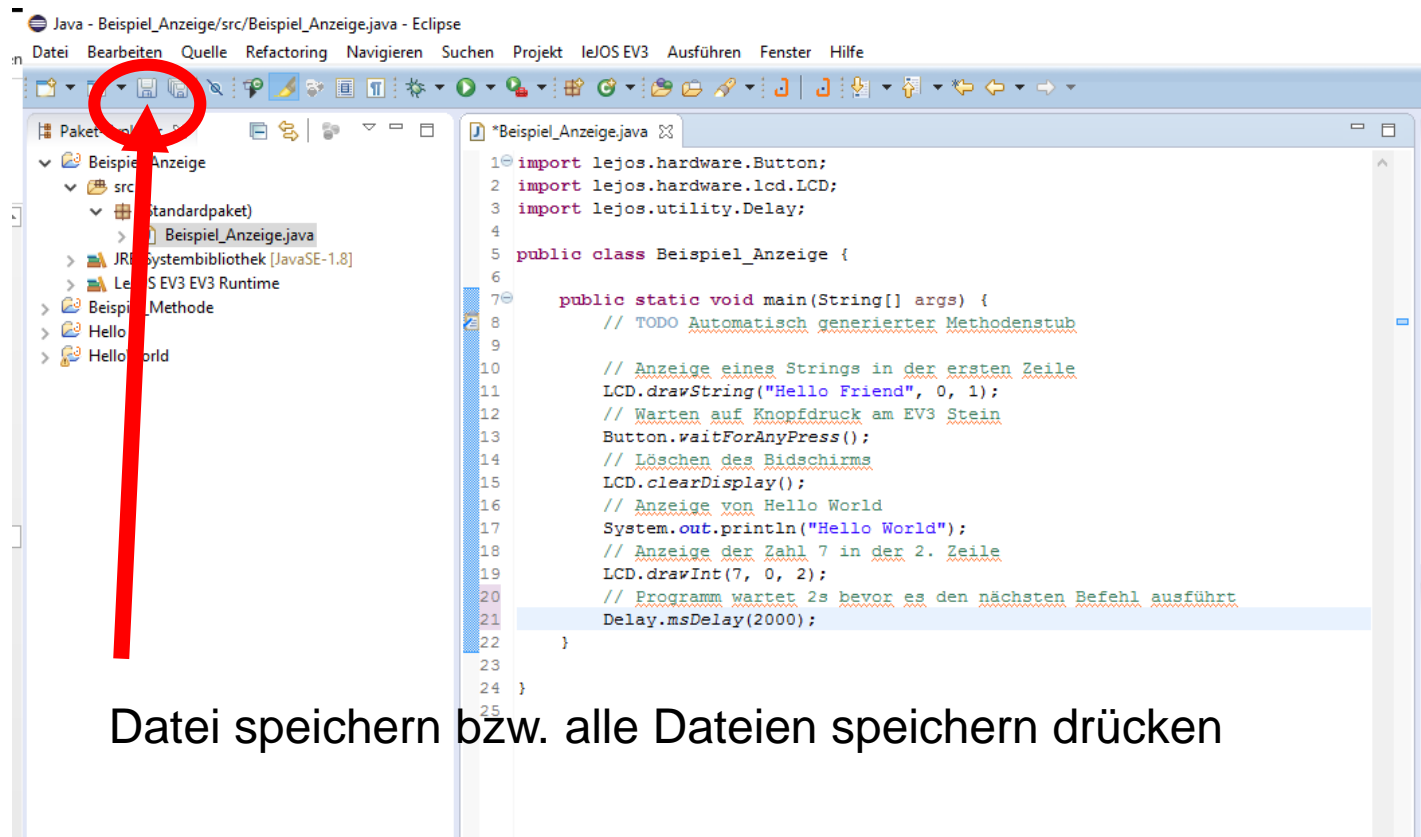 Java - Beispiel_Anzeige/src/Beispiel_Anzeige.java - Eclipse
en
Datei Bearbeiten Quelle Refactoring Navigieren Suchen Projekt leJOS EV3 Ausführen Fenster Hilfe
*Beispiel_Anzeige.java
Anzeige
src
Standardpaket)
Beispiel_Anzeige.java
Systembibliothek [JavaSE-1.8]
EV3 EV3 Runtime
Methode
Hello
1 import lejos.hardware.Button;
2 import lejos.hardware.lcd.LCD;
3 import lejos.utility.Delay;
4
5 public class Beispiel_Anzeige {
6
7 public static void main(String[] args) {
8 // TODO Automatisch generierter Methodenstub
9
10 // Anzeige eines Strings in der ersten Zeile
11 LCD.drawString("Hello Friend", 0, 1);
12 // Warten auf Knopfdruck am EV3 Stein
13 Button.waitForAnyPress();
14 // Löschen des Bidschirms
15 LCD.clearDisplay();
16 // Anzeige von Hello World
17 System.out.println("Hello World");
18 // Anzeige der Zahl 7 in der 2. Zeile
19 LCD.drawInt(7, 0, 2);
20 // Programm wartet 2s bevor es den nächsten Befehl ausführt
21 Delay.msDelay(2000);
22 }
23
24 }
25
Datei speichern bzw. alle Dateien speichern drücken